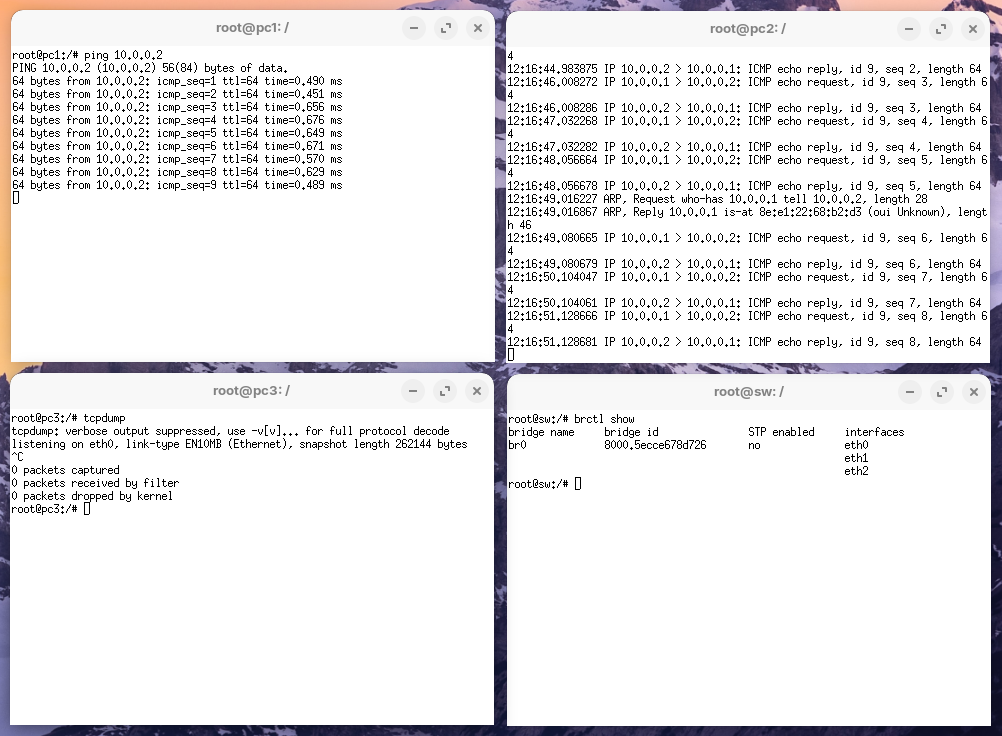 root@pc1: /
root@pc1:/# ping 10.0.0.2
PING 10.0.0.2 (10.0.0.2) 56(84) bytes of data.
64 bytes from 10.0.0.2: icmp_seq=1 ttl=64 time=0.490 ms
64 bytes from 10.0.0.2: icmp_seq=2 ttl=64 time=0.451 ms
64 bytes from 10.0.0.2: icmp_seq=3 ttl=64 time=0.656 ms
64 bytes from 10.0.0.2: icmp_seq=4 ttl=64 time=0.676 ms
64 bytes from 10.0.0.2: icmp_seq=5 ttl=64 time=0.649 ms
64 bytes from 10.0.0.2: icmp_seq=6 ttl=64 time=0.671 ms
64 bytes from 10.0.0.2: icmp_seq=7 ttl=64 time=0.570 ms
64 bytes from 10.0.0.2: icmp_seq=8 ttl=64 time=0.629 ms
64 bytes from 10.0.0.2: icmp_seq=9 ttl=64 time=0.489 ms
root@pc2: /
4
12:16:44.983875 IP 10.0.0.2 > 10.0.0.1: ICMP echo reply, id 9, seq 2, length 64
12:16:46.008272 IP 10.0.0.1 > 10.0.0.2: ICMP echo request, id 9, seq 3, length 6
4
12:16:46.008286 IP 10.0.0.2 > 10.0.0.1: ICMP echo reply, id 9, seq 3, length 64
12:16:47.032268 IP 10.0.0.1 > 10.0.0.2: ICMP echo request, id 9, seq 4, length 6
4
12:16:47.032282 IP 10.0.0.2 > 10.0.0.1: ICMP echo reply, id 9, seq 4, length 64
12:16:48.056664 IP 10.0.0.1 > 10.0.0.2: ICMP echo request, id 9, seq 5, length 6
4
12:16:48.056678 IP 10.0.0.2 > 10.0.0.1: ICMP echo reply, id 9, seq 5, length 64
12:16:49.016227 ARP, Request who-has 10.0.0.1 tell 10.0.0.2, length 28
12:16:49.016867 ARP, Reply 10.0.0.1 is-at 8e:e1:22:68:b2:d3 (oui Unknown), lengt
h 46
12:16:49.080665 IP 10.0.0.1 > 10.0.0.2: ICMP echo request, id 9, seq 6, length 6
4
12:16:49.080679 IP 10.0.0.2 > 10.0.0.1: ICMP echo reply, id 9, seq 6, length 64
12:16:50.104047 IP 10.0.0.1 > 10.0.0.2: ICMP echo request, id 9, seq 7, length 6
4
12:16:50.104061 IP 10.0.0.2 > 10.0.0.1: ICMP echo reply, id 9, seq 7, length 64
12:16:51.128666 IP 10.0.0.1 > 10.0.0.2: ICMP echo request, id 9, seq 8, length 6
4
12:16:51.128681 IP 10.0.0.2 > 10.0.0.1: ICMP echo reply, id 9, seq 8, length 64
root@pc3: /
root@pc3:/# tcpdump
tcpdump: verbose output suppressed, use -v[v]... for full protocol decode
listening on eth0, link-type EN10MB (Ethernet), snapshot length 262144 bytes
^C
0 packets captured
0 packets received by filter
0 packets dropped by kernel
root@pc3:/#
root@sw: /
root@sw:/# brctl show
bridge name bridge id STP enabled interfaces
br0 8000.5ecce678d726 no eth0
eth1
eth2
root@sw:/#